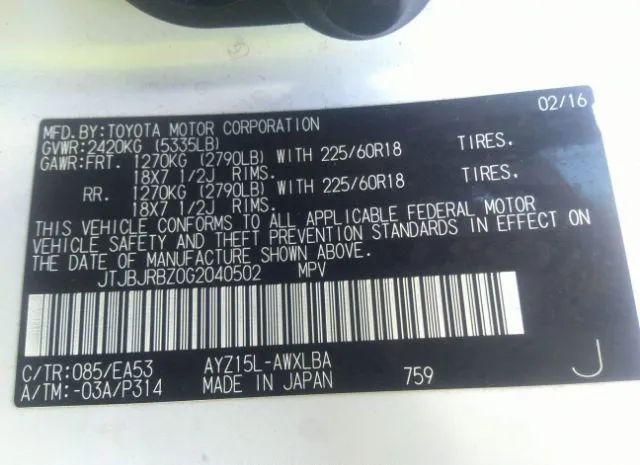 02/16
MFD.BY:TOYOTA MOTOR CORPORATION
GVWR:2420KG (5335LB)
GAWR:FRT. 1270KG (2790LB) WITH 225/60R18 TIRES.
18X7 1/2J RIMS.
RR. 1270KG (2790LB) WITH 225/60R18 TIRES.
18X7 1/2J RIMS.
THIS VEHICLE CONFORMS TO ALL APPLICABLE FEDERAL MOTOR
VEHICLE SAFETY AND THEFT PREVENTION STANDARDS IN EFFECT ON
THE DATE OF MANUFACTURE SHOWN ABOVE.
JTJBJRBZ0G2040502 MPV
C/TR:085/EA53 AYZ15L-AWXLBA J
A/TM:-03A/P314 MADE IN JAPAN 759